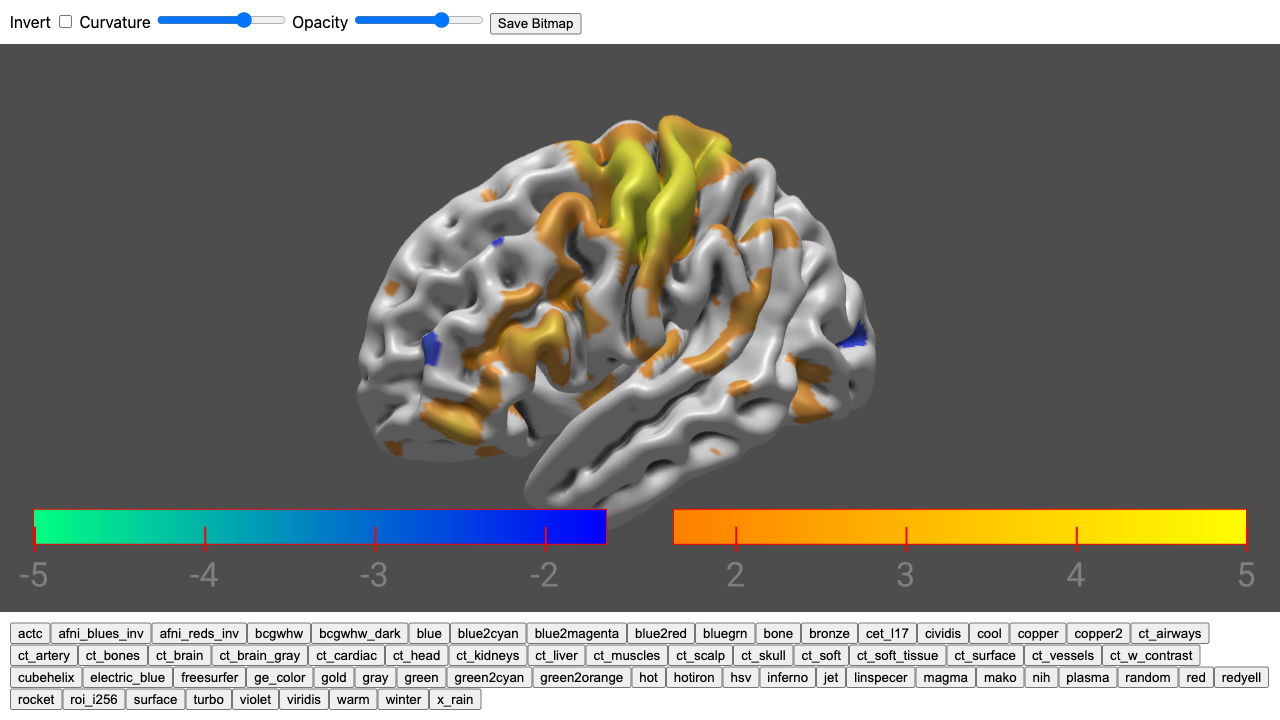 Invert Curvature Opacity Save Bitmap
-5 -4 -3 -2 2 3 4 5
actc afni_blues_inv afni_reds_inv bcgwhw bcgwhw_dark blue blue2cyan blue2magenta blue2red bluegrn bone bronze cet_l17 cividis cool copper copper2 ct_airways
ct_artery ct_bones ct_brain ct_brain_gray ct_cardiac ct_head ct_kidneys ct_liver ct_muscles ct_scalp ct_skull ct_soft ct_soft_tissue ct_surface ct_vessels ct_w_contrast
cubehelix electric_blue freesurfer ge_color gold gray green green2cyan green2orange hot hotiron hsv inferno jet linspecer magma mako nih plasma random red redyell
rocket roi_i256 surface turbo violet viridis warm winter x_rain